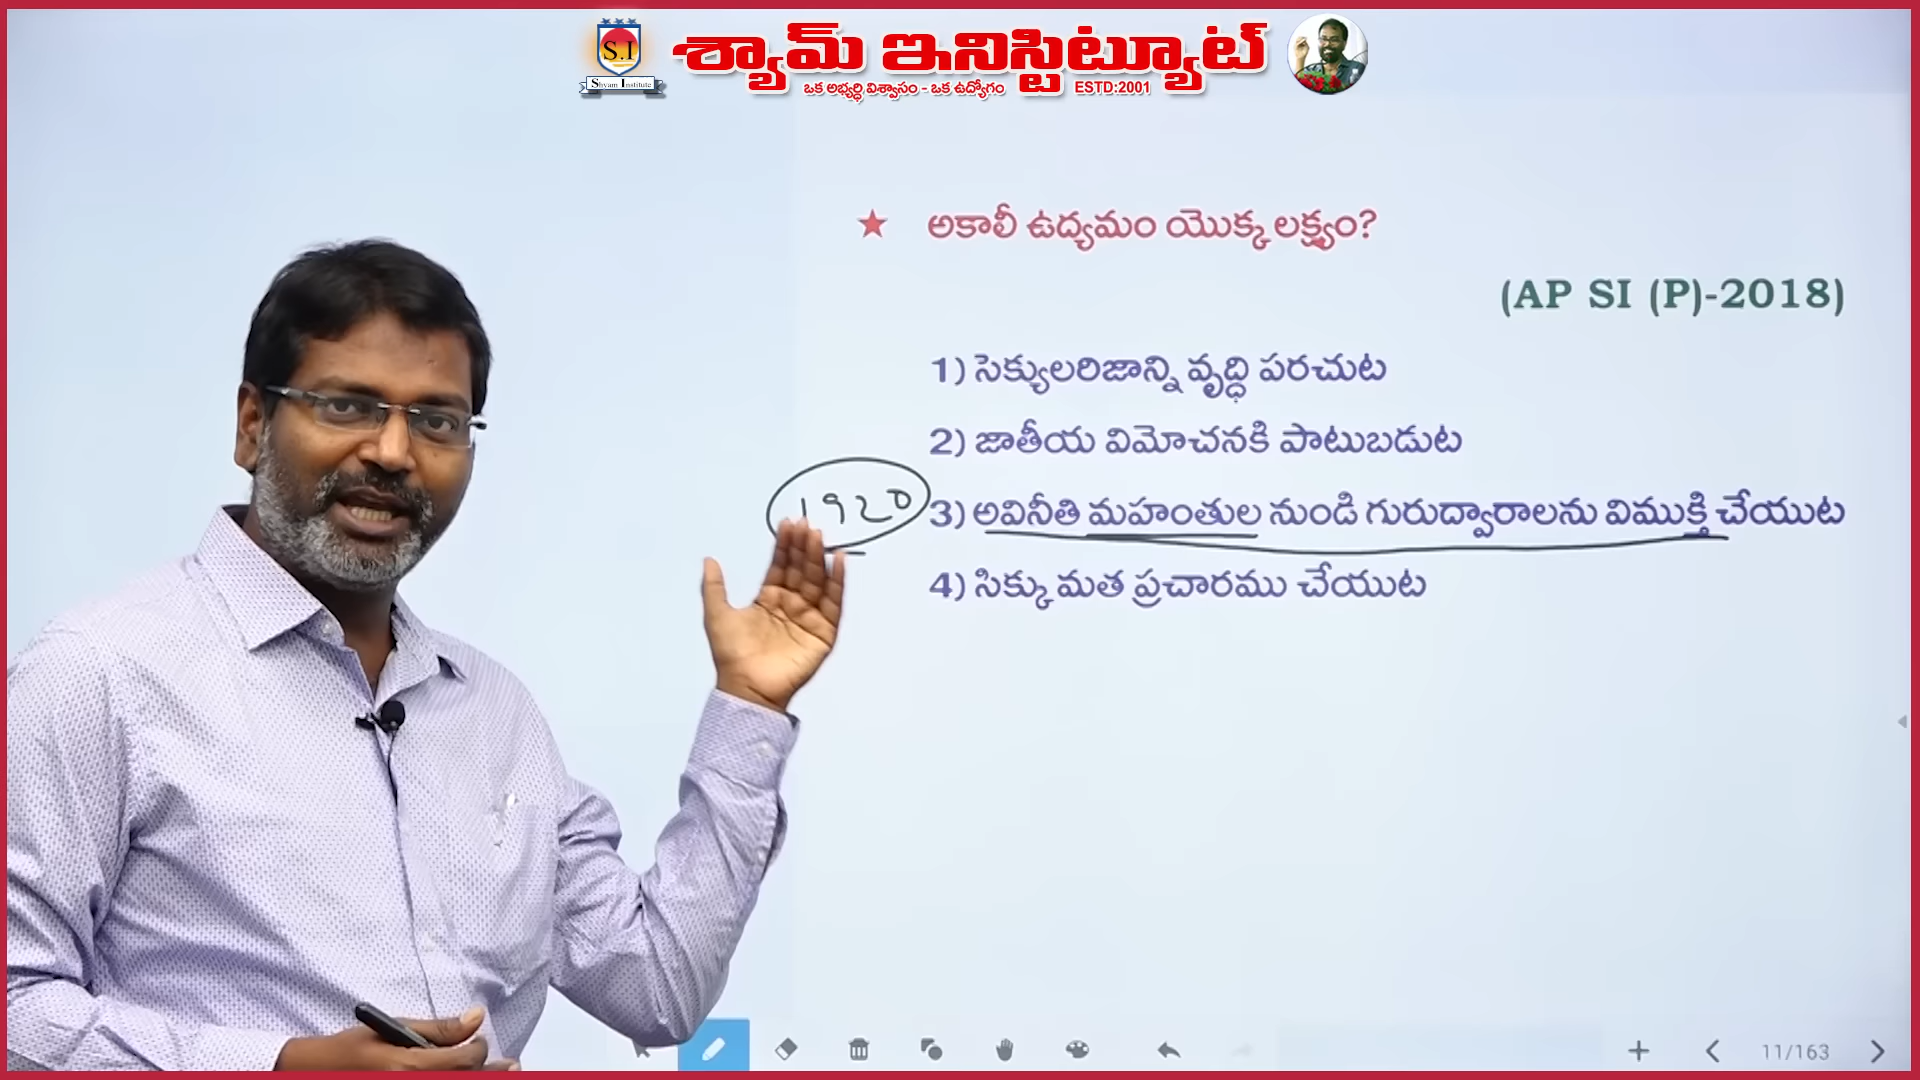 S.I
Shyam Institute
శ్యామ్ ఇనిస్టిట్యూట్
ఒక అభ్యర్ధి విశ్వాసం - ఒక ఉద్యోగం ESTD:2001
★ అకాలీ ఉద్యమం యొక్క లక్ష్యం?
(AP SI (P)-2018)
1) సెక్యులరిజాన్ని వృద్ధి పరచుట
2) జాతీయ విమోచనకి పాటుబడుట
1920
3) అవినీతి మహంతుల నుండి గురుద్వారాలను విముక్తి చేయుట
4) సిక్కు మత ప్రచారము చేయుట
11/163